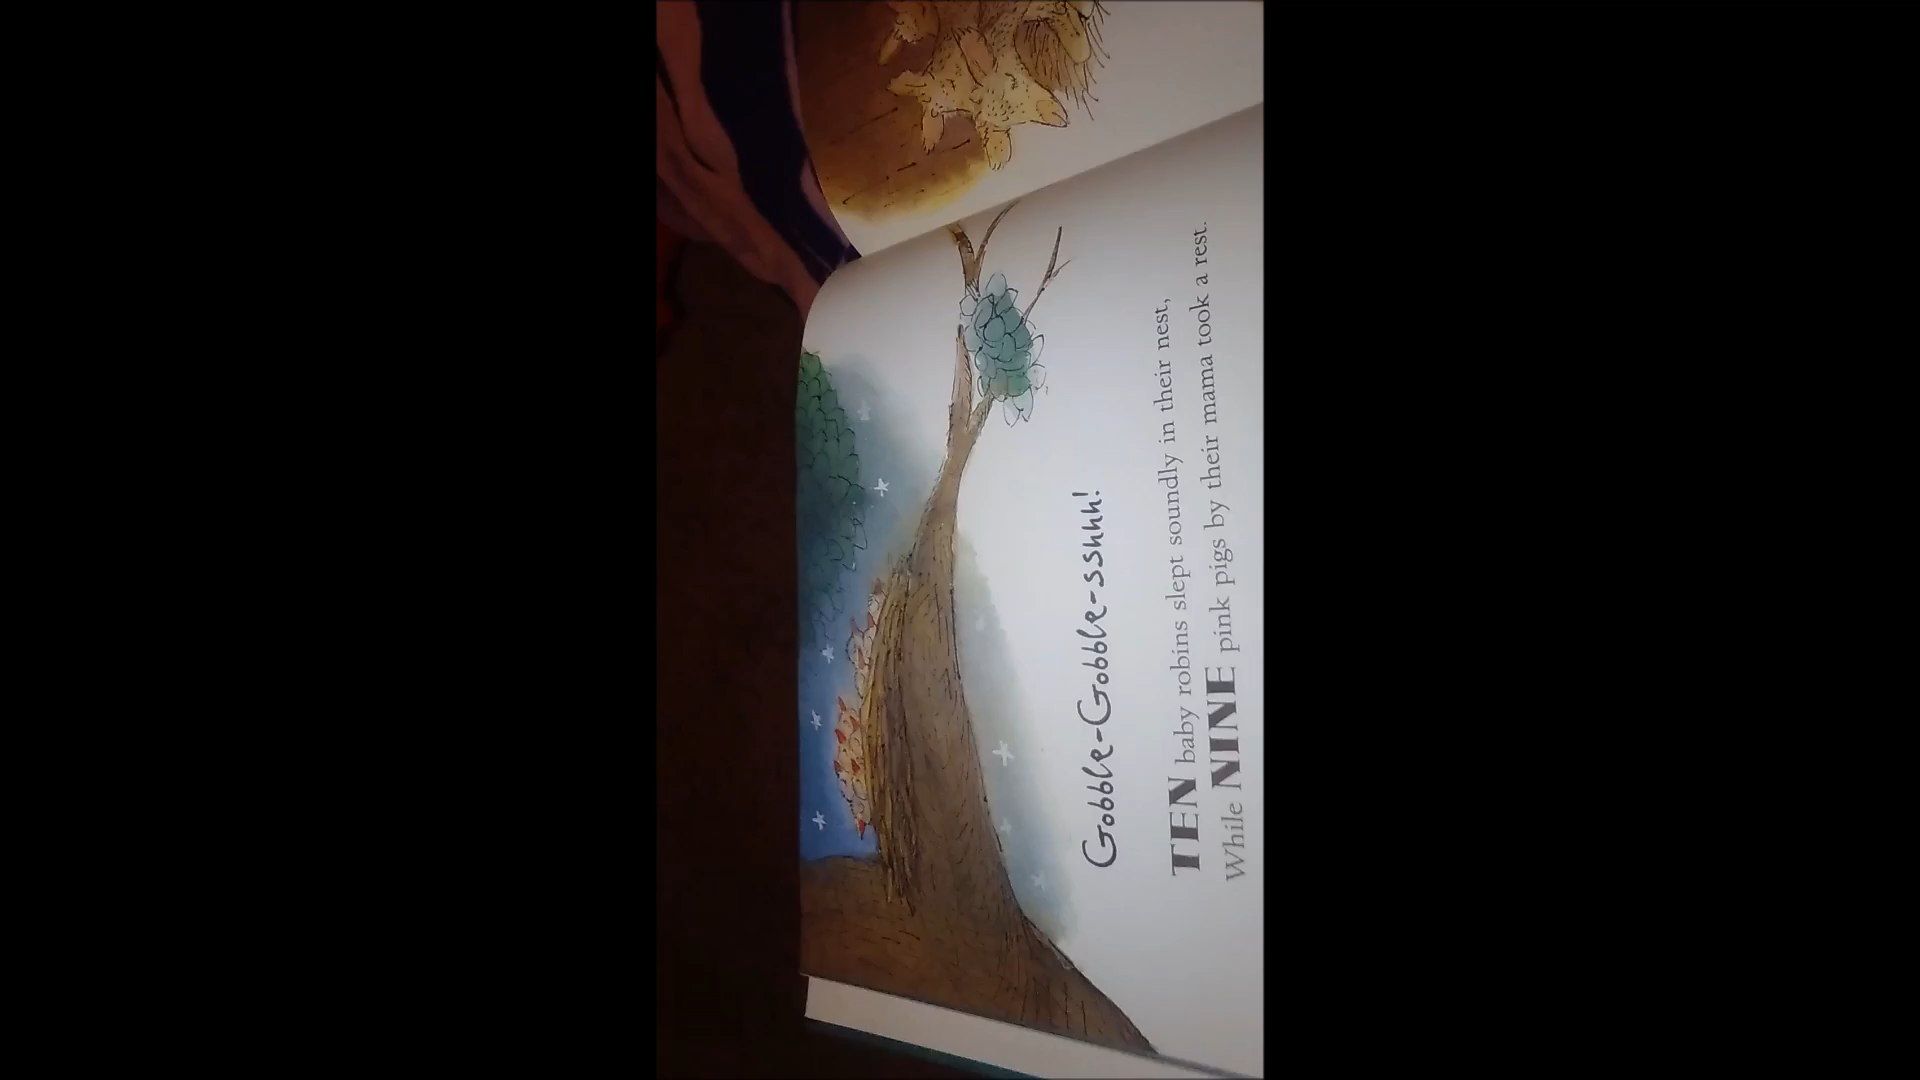 Gobble-Gobble-sshhh!
TEN baby robins slept soundly in their nest,
While NINE pink pigs by their mama took a rest.